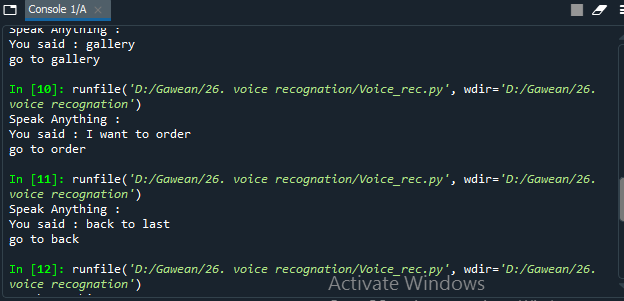 Console 1/A
Speak Anything :
You said : gallery
go to gallery
In [10]: runfile('D:/Gawean/26. voice recognation/Voice_rec.py', wdir='D:/Gawean/26.
voice recognation')
Speak Anything :
You said : I want to order
go to order
In [11]: runfile('D:/Gawean/26. voice recognation/Voice_rec.py', wdir='D:/Gawean/26.
voice recognation')
Speak Anything :
You said : back to last
go to back
In [12]: runfile('D:/Gawean/26. voice recognation/Voice_rec.py', wdir='D:/Gawean/26.
voice recognation')
Activate Windows